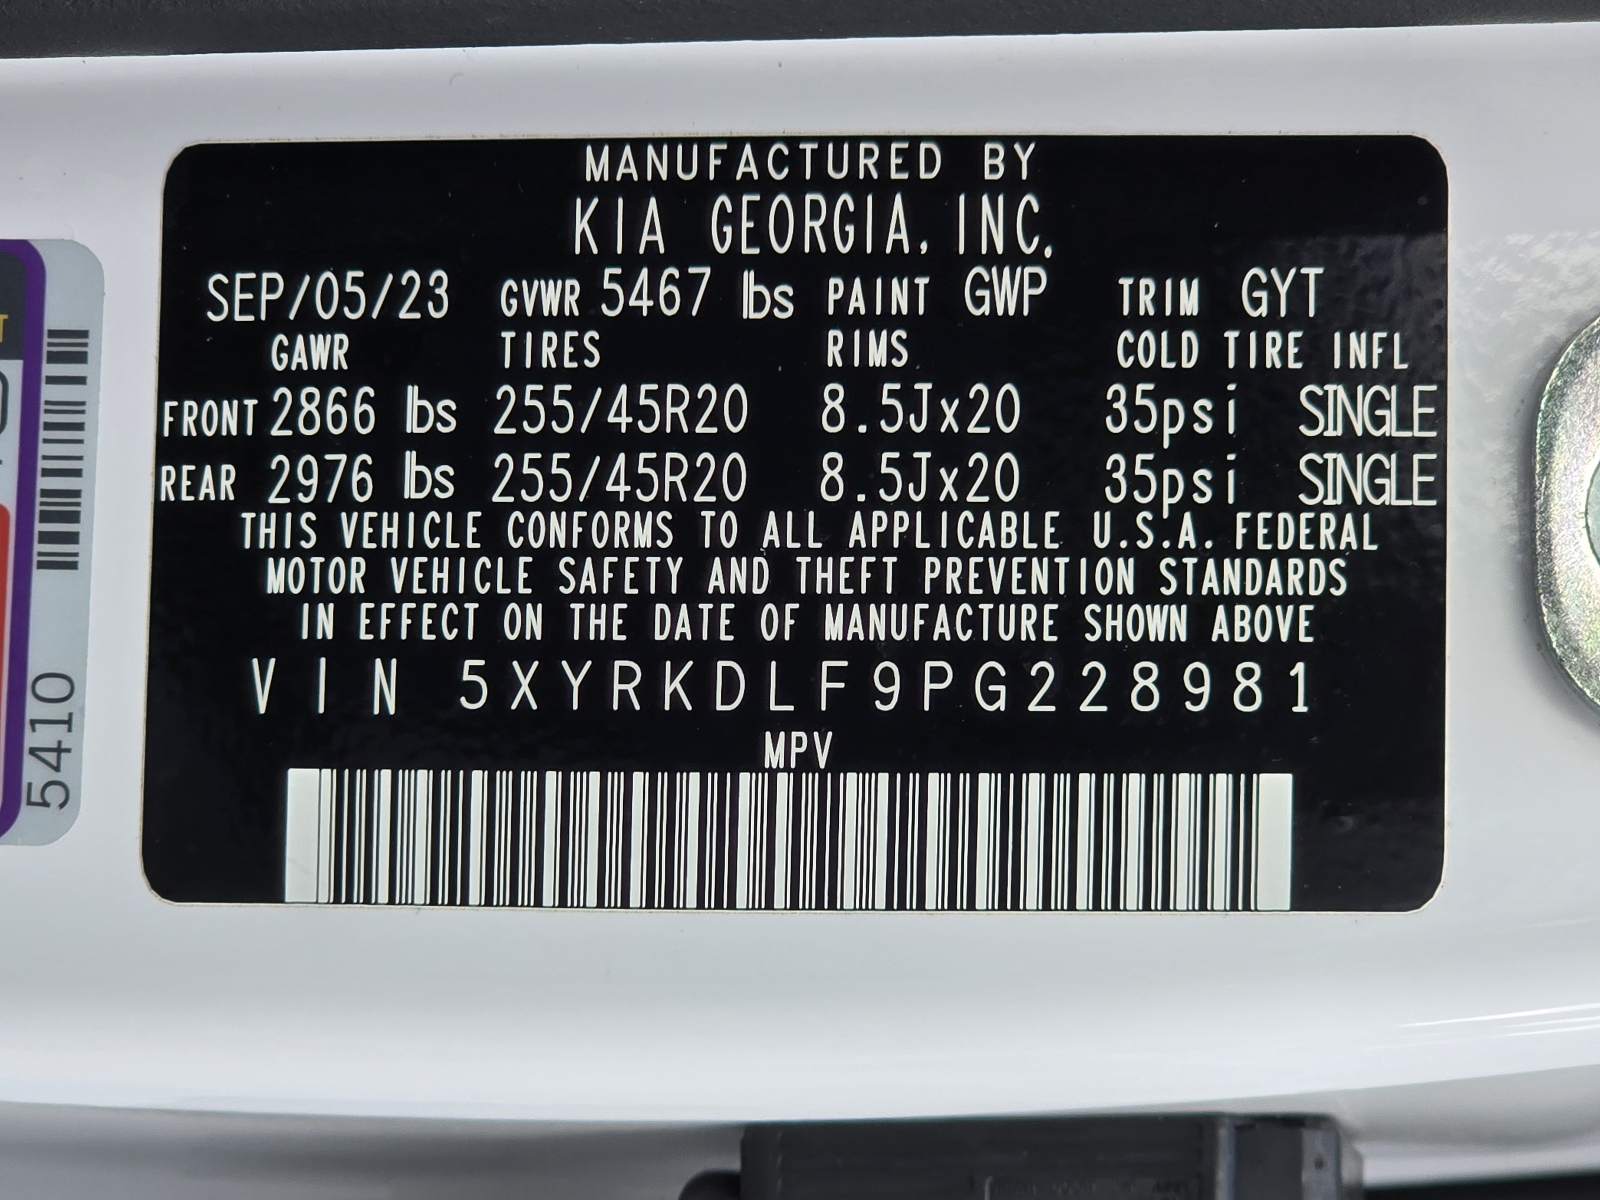 MANUFACTURED BY
KIA GEORGIA, INC.
SEP/05/23 GVWR 5467 lbs PAINT GWP TRIM GYT
GAWR TIRES RIMS COLD TIRE INFL
FRONT 2866 lbs 255/45R20 8.5Jx20 35psi SINGLE
REAR 2976 lbs 255/45R20 8.5Jx20 35psi SINGLE
THIS VEHICLE CONFORMS TO ALL APPLICABLE U.S.A. FEDERAL
MOTOR VEHICLE SAFETY AND THEFT PREVENTION STANDARDS
IN EFFECT ON THE DATE OF MANUFACTURE SHOWN ABOVE
VIN 5XYRKDLF9PG228981
MPV
5410